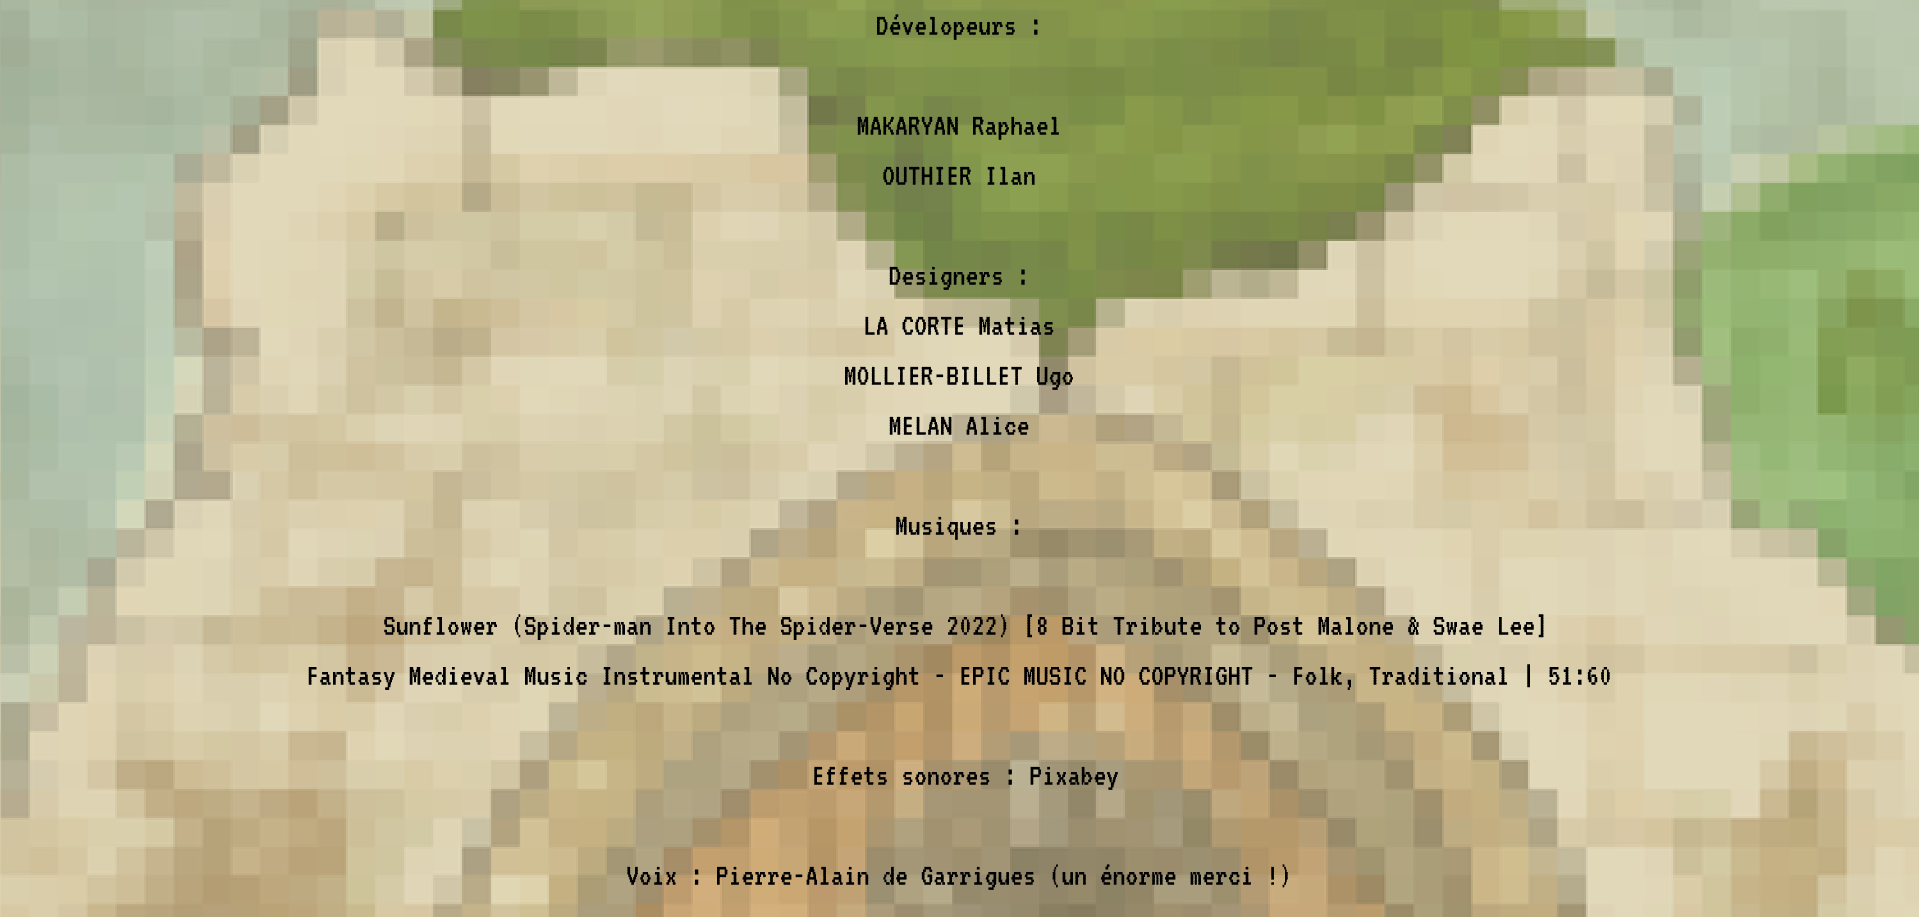 Dévelopeurs :
MAKARYAN Raphael
OUTHIER Ilan
Designers :
LA CORTE Matias
MOLLIER-BILLET Ugo
MELAN Alice
Musiques :
Sunflower (Spider-man Into The Spider-Verse 2022) [8 Bit Tribute to Post Malone & Swae Lee]
Fantasy Medieval Music Instrumental No Copyright - EPIC MUSIC NO COPYRIGHT - Folk, Traditional | 51:60
Effets sonores : Pixabey
Voix : Pierre-Alain de Garrigues (un énorme merci !)